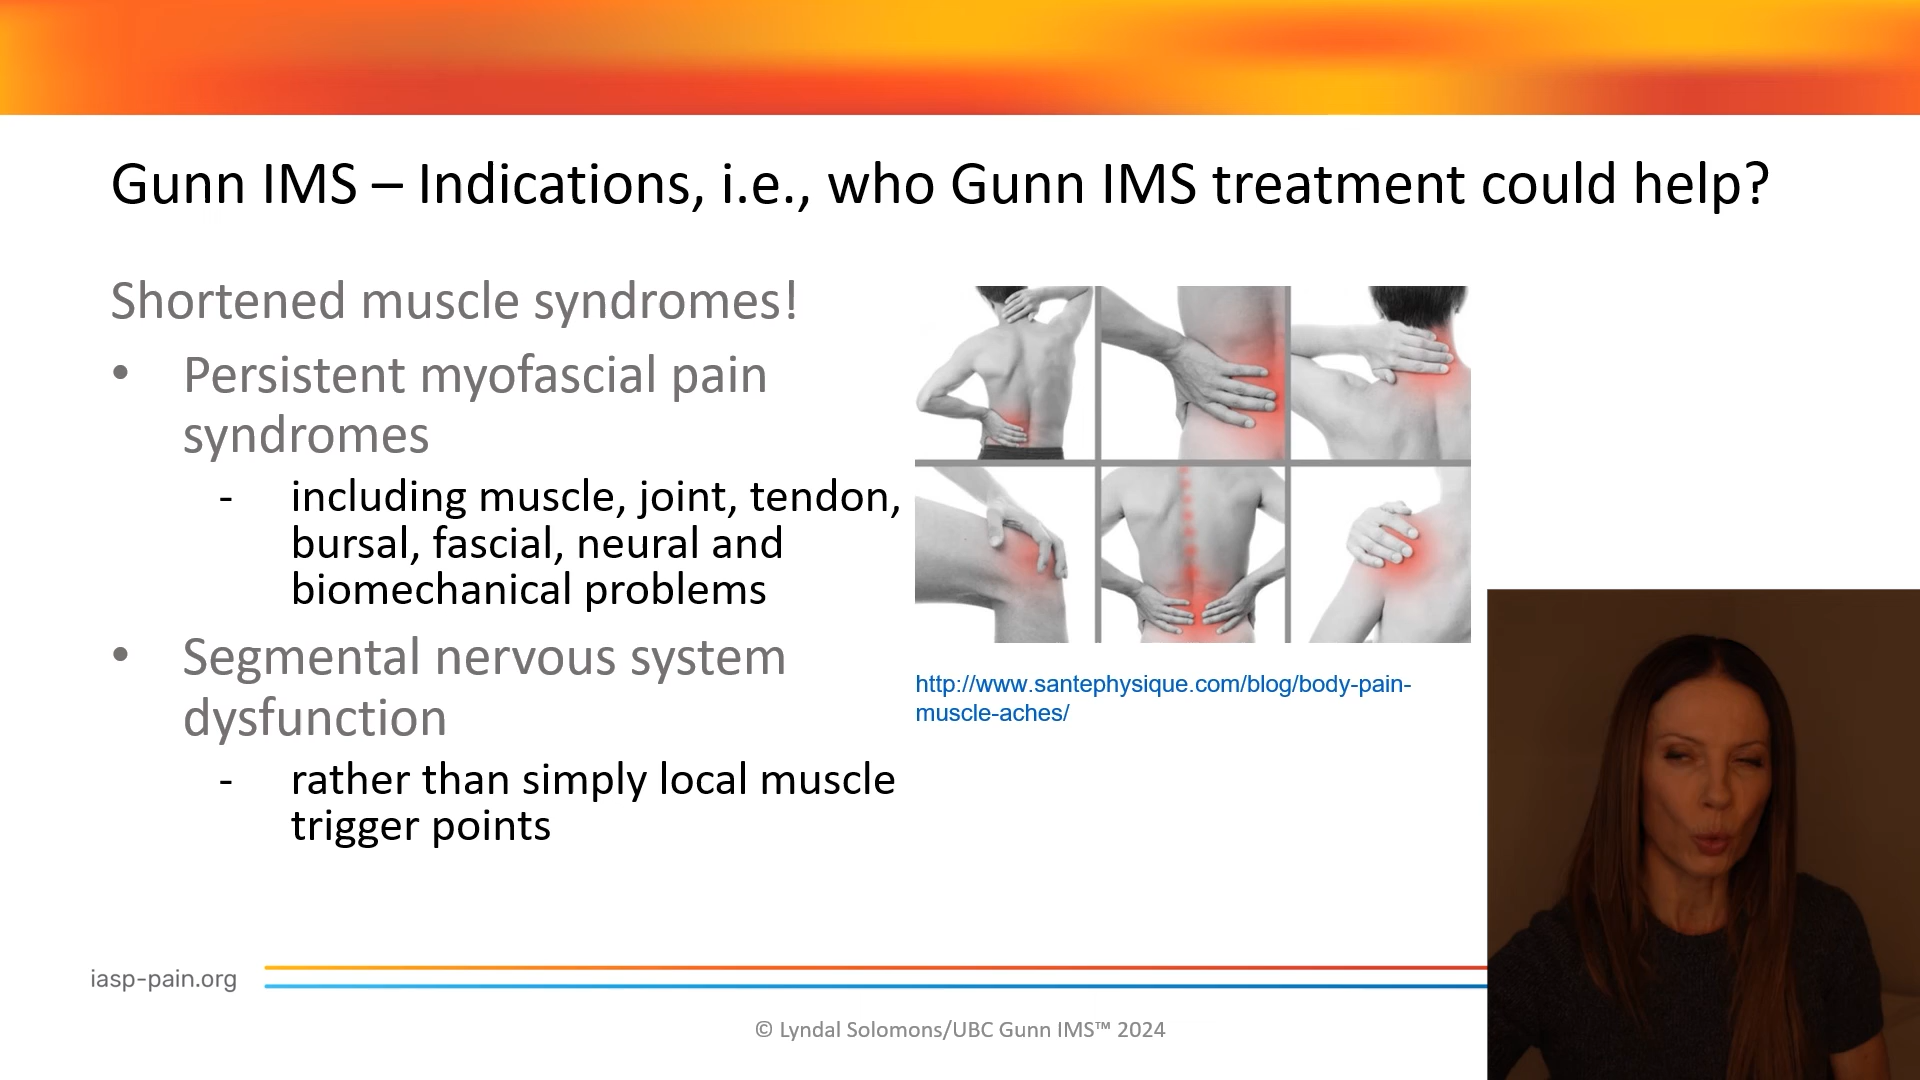 Gunn IMS – Indications, i.e., who Gunn IMS treatment could help?
Shortened muscle syndromes!
• Persistent myofascial pain
syndromes
- including muscle, joint, tendon,
bursal, fascial, neural and
biomechanical problems
• Segmental nervous system
dysfunction
- rather than simply local muscle
trigger points
http://www.santephysique.com/blog/body-pain-
muscle-aches/
iasp-pain.org
© Lyndal Solomons/UBC Gunn IMS™ 2024